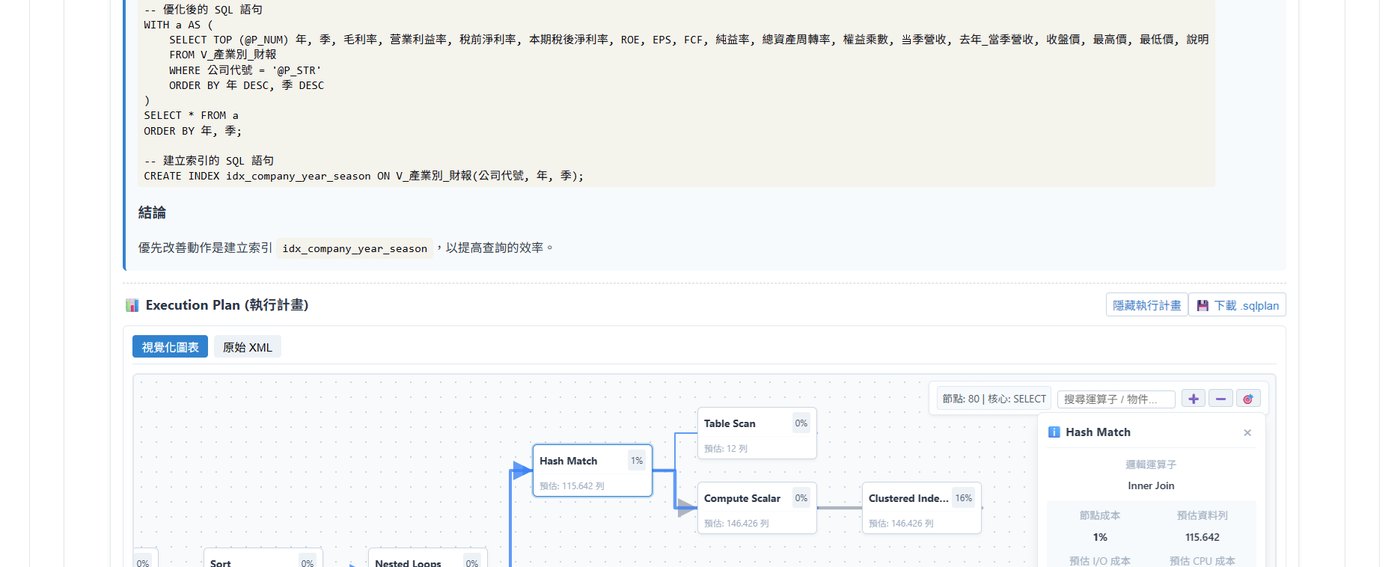 -- 優化後的 SQL 語句
WITH a AS (
SELECT TOP (@P_NUM) 年, 季, 毛利率, 營業利益率, 稅前淨利率, 本期稅後淨利率, ROE, EPS, FCF, 純益率, 總資產周轉率, 權益乘數, 当季營收, 去年_當季營收, 收盤價, 最高價, 最低價, 說明
FROM V_產業別_財報
WHERE 公司代號 = '@P_STR'
ORDER BY 年 DESC, 季 DESC
)
SELECT * FROM a
ORDER BY 年, 季;
-- 建立索引的 SQL 語句
CREATE INDEX idx_company_year_season ON V_產業別_財報(公司代號, 年, 季);
結論
優先改善動作是建立索引 idx_company_year_season ，以提高查詢的效率。
Execution Plan (執行計畫)
隱藏執行計畫
下載 .sqlplan
視覺化圖表
原始 XML
節點: 80 | 核心: SELECT
搜尋運算子 / 物件...
Table Scan 0%
預估: 12 列
Hash Match 1%
預估: 115.642 列
Compute Scalar 0%
預估: 146.426 列
Clustered Inde... 16%
預估: 146.426 列
Hash Match ×
邏輯運算子
Inner Join
節點成本 預估資料列
1% 115.642
預估 I/O 成本 預估 CPU 成本
0%
Sort 0%
Nested Loops 0%